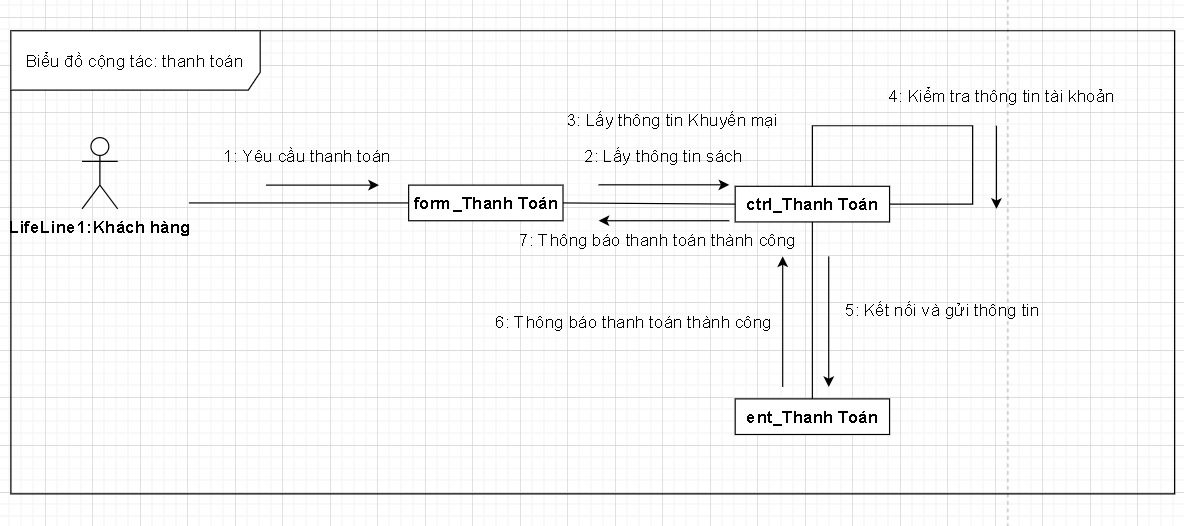 Biểu đồ cộng tác: thanh toán
4: Kiểm tra thông tin tài khoản
3: Lấy thông tin Khuyến mại
1: Yêu cầu thanh toán
2: Lấy thông tin sách
form_Thanh Toán
ctrl_Thanh Toán
LifeLine1:Khách hàng
7: Thông báo thanh toán thành công
5: Kết nối và gửi thông tin
6: Thông báo thanh toán thành công
ent_Thanh Toán